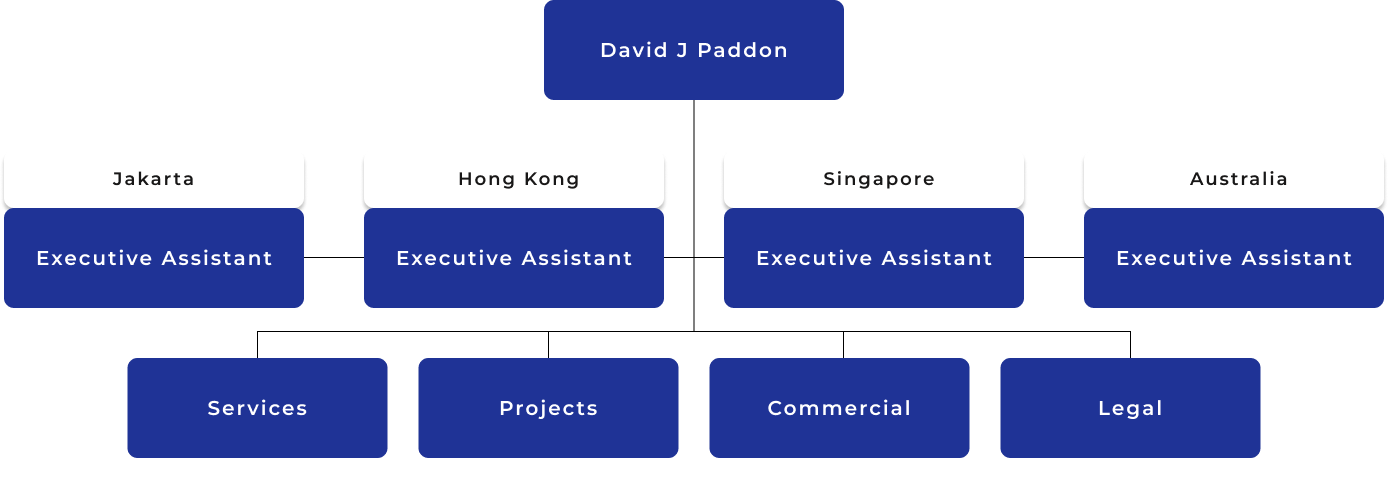 David J Paddon
Jakarta
Hong Kong
Singapore
Australia
Executive Assistant
Executive Assistant
Executive Assistant
Executive Assistant
Services
Projects
Commercial
Legal